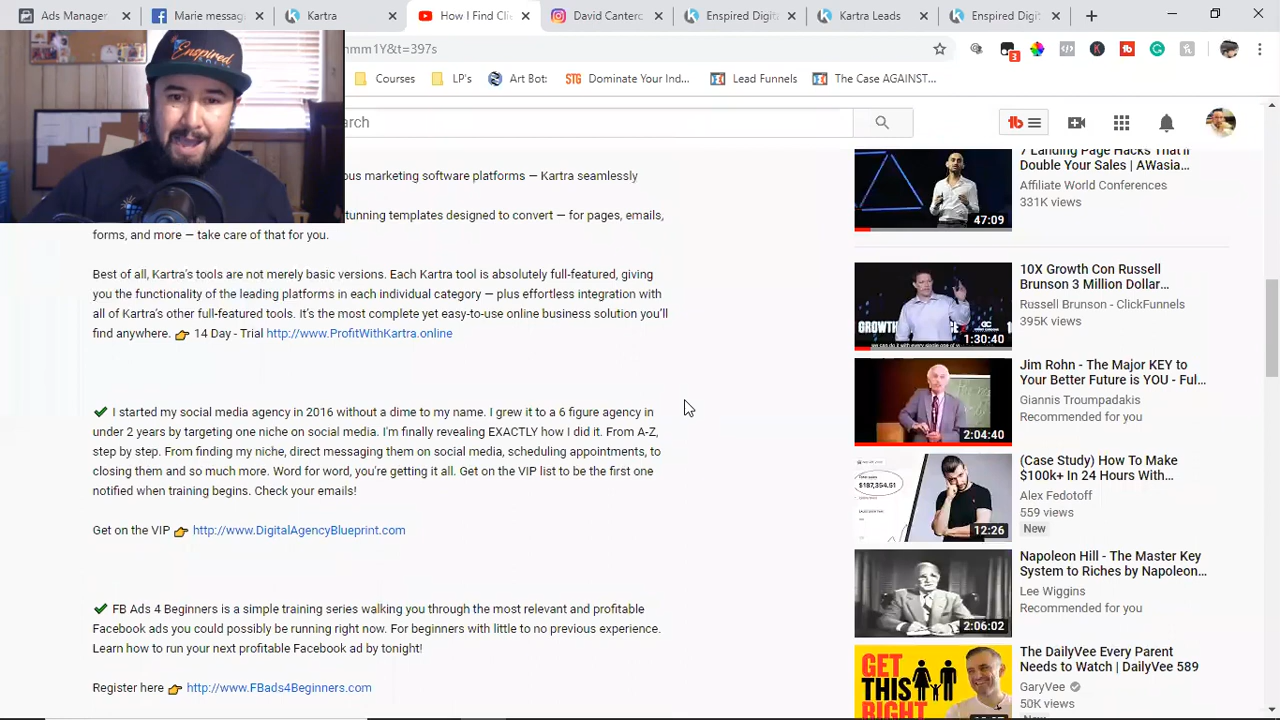 Ads Manager
Marie messag
Kartra
How I Find Cli
David Canterc
Enspired Digit
Kartra Leads
Enspired Digit
mm1Y&t=397s
3
Courses
LP's
Art Bot:
Dominate Your Ind...
Lead Funnels
The Case AGAINST...
Enspired
arch
ous marketing software platforms — Kartra seamlessly
tunning templates designed to convert — for pages, emails,
forms, and more — take care of that for you.
Best of all, Kartra's tools are not merely basic versions. Each Kartra tool is absolutely full-featured, giving
you the functionality of the leading platforms in each individual category — plus effortless integration with
all of Kartra's other full-featured tools. It's the most complete yet easy-to-use online business solution you'll
find anywhere. 👉 14 Day - Trial http://www.ProfitWithKartra.online
✔ I started my social media agency in 2016 without a dime to my name. I grew it to a 6 figure agency in
under 2 years by targeting one niche on social media. I'm finally revealing EXACTLY how I did it. From A-Z,
step by step. From finding my niche, direct messaging them on social media, scheduling appointments, to
closing them and so much more. Word for word, you're getting it all. Get on the VIP list to be the first one
notified when training begins. Check your emails!
Get on the VIP 👉 http://www.DigitalAgencyBlueprint.com
✔ FB Ads 4 Beginners is a simple training series walking you through the most relevant and profitable
Facebook ads you could possible be running right now. For beginners with little to no previous experience.
Learn how to run your next profitable Facebook ad by tonight!
Register here 👉 http://www.FBads4Beginners.com
7 Landing Page Hacks That'll
Double Your Sales | AWasia...
Affiliate World Conferences
331K views
47:09
10X Growth Con Russell
Brunson 3 Million Dollar...
Russell Brunson - ClickFunnels
395K views
1:30:40
Jim Rohn - The Major KEY to
Your Better Future is YOU - Ful...
Giannis Troumpadakis
Recommended for you
2:04:40
(Case Study) How To Make
$100k+ In 24 Hours With...
Alex Fedotoff
559 views
New
$187,354.51
12:26
Napoleon Hill - The Master Key
System to Riches by Napoleon...
Lee Wiggins
Recommended for you
2:06:02
The DailyVee Every Parent
Needs to Watch | DailyVee 589
GaryVee
50K views
GET
THIS
RIGHT